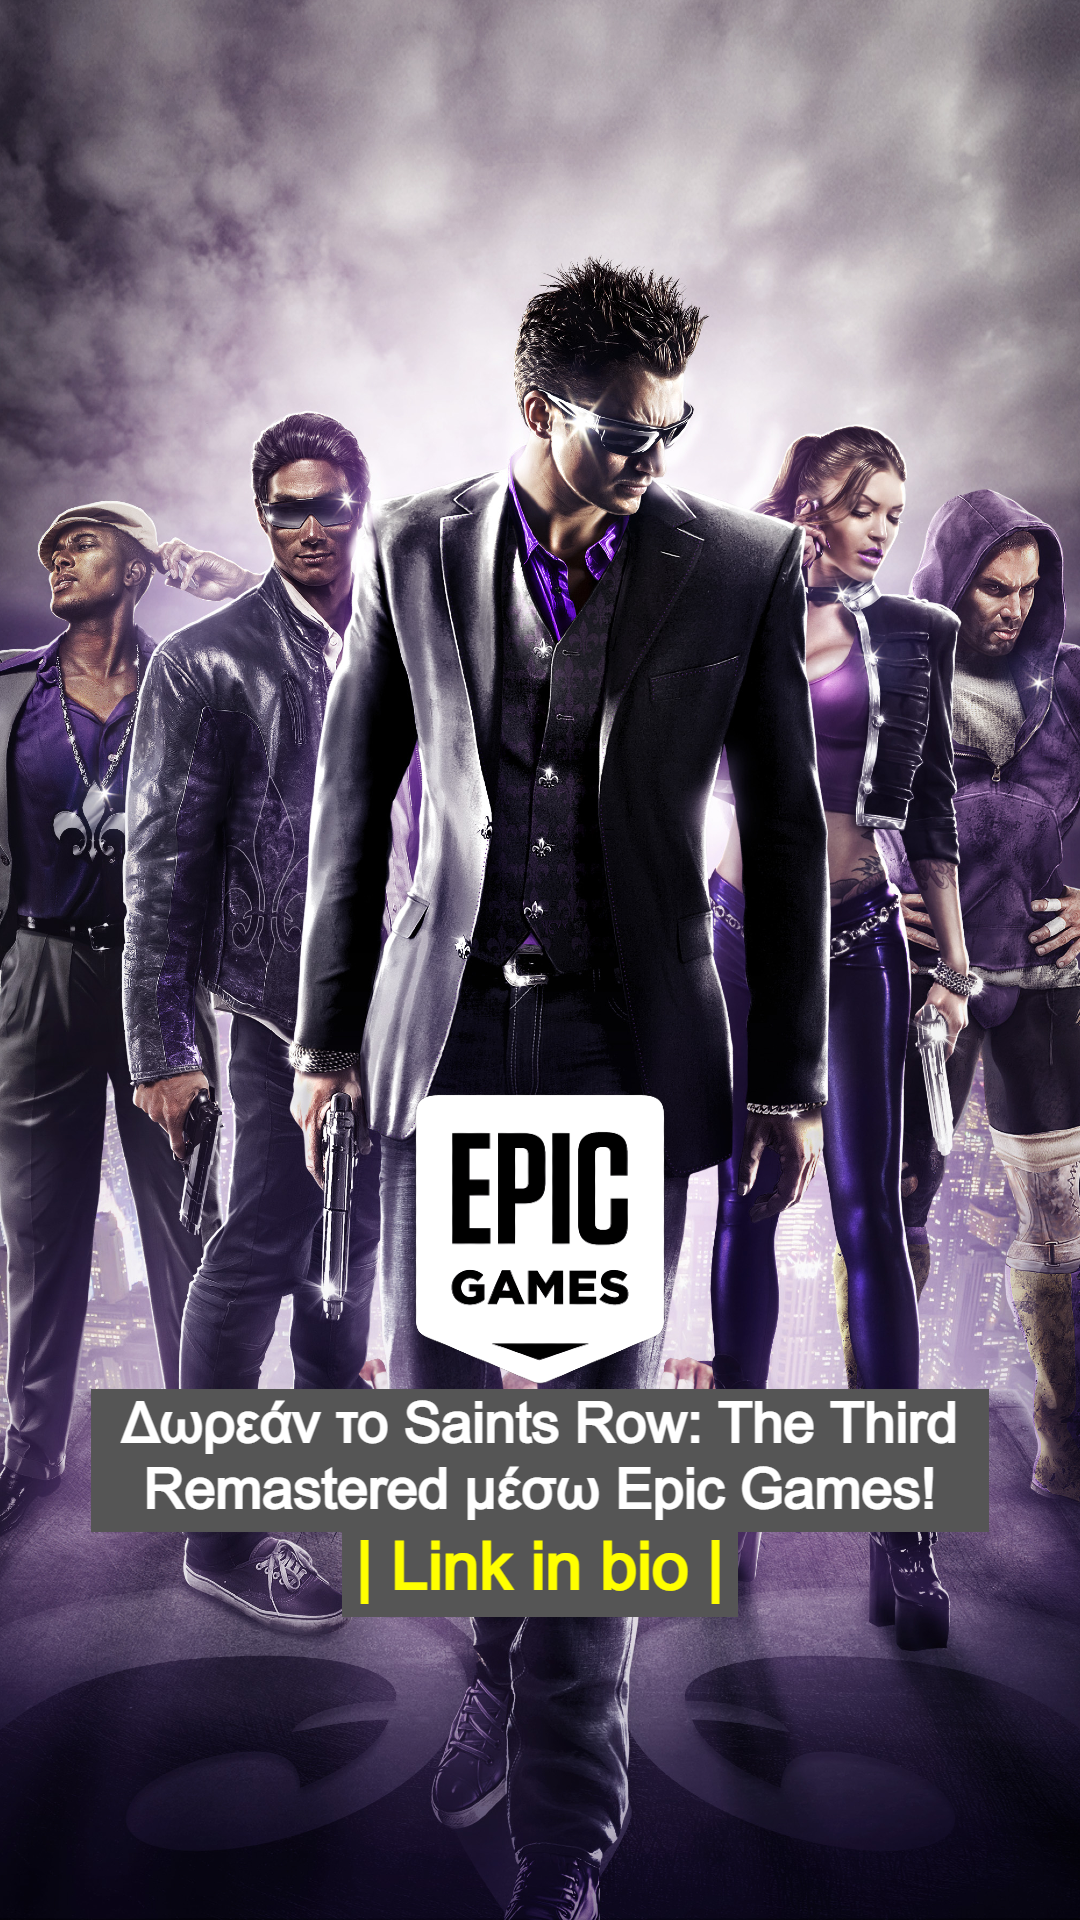 EPIC
GAMES
Δωρεάν το Saints Row: The Third
Remastered μέσω Epic Games!
| Link in bio |